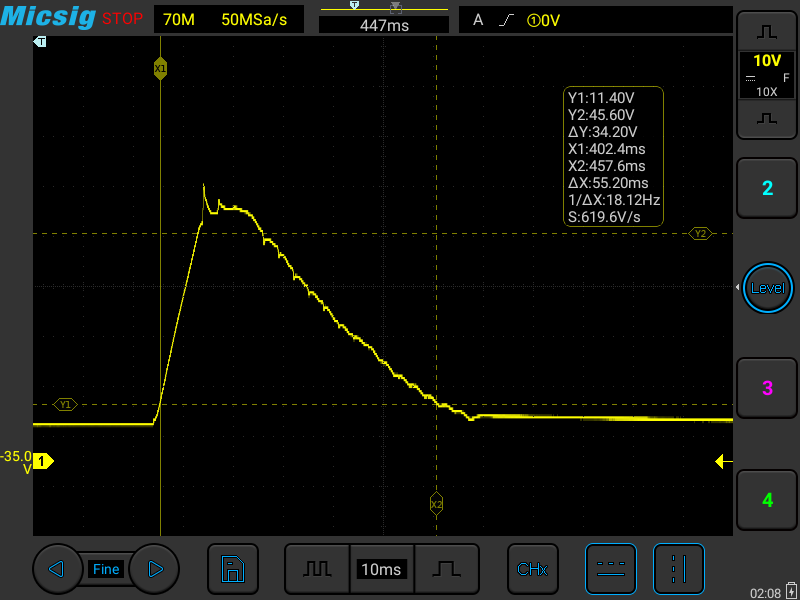 Micsig STOP 70M 50MSa/s 447ms A ①0V
T
X1
10V
F
10X
Y1:11.40V
Y2:45.60V
ΔY:34.20V
X1:402.4ms
X2:457.6ms
ΔX:55.20ms
1/ΔX:18.12Hz
S:619.6V/s
2
Y2
Level
Y1
3
-35.0
V
1
X2
4
Fine
10ms
CHx
02:08